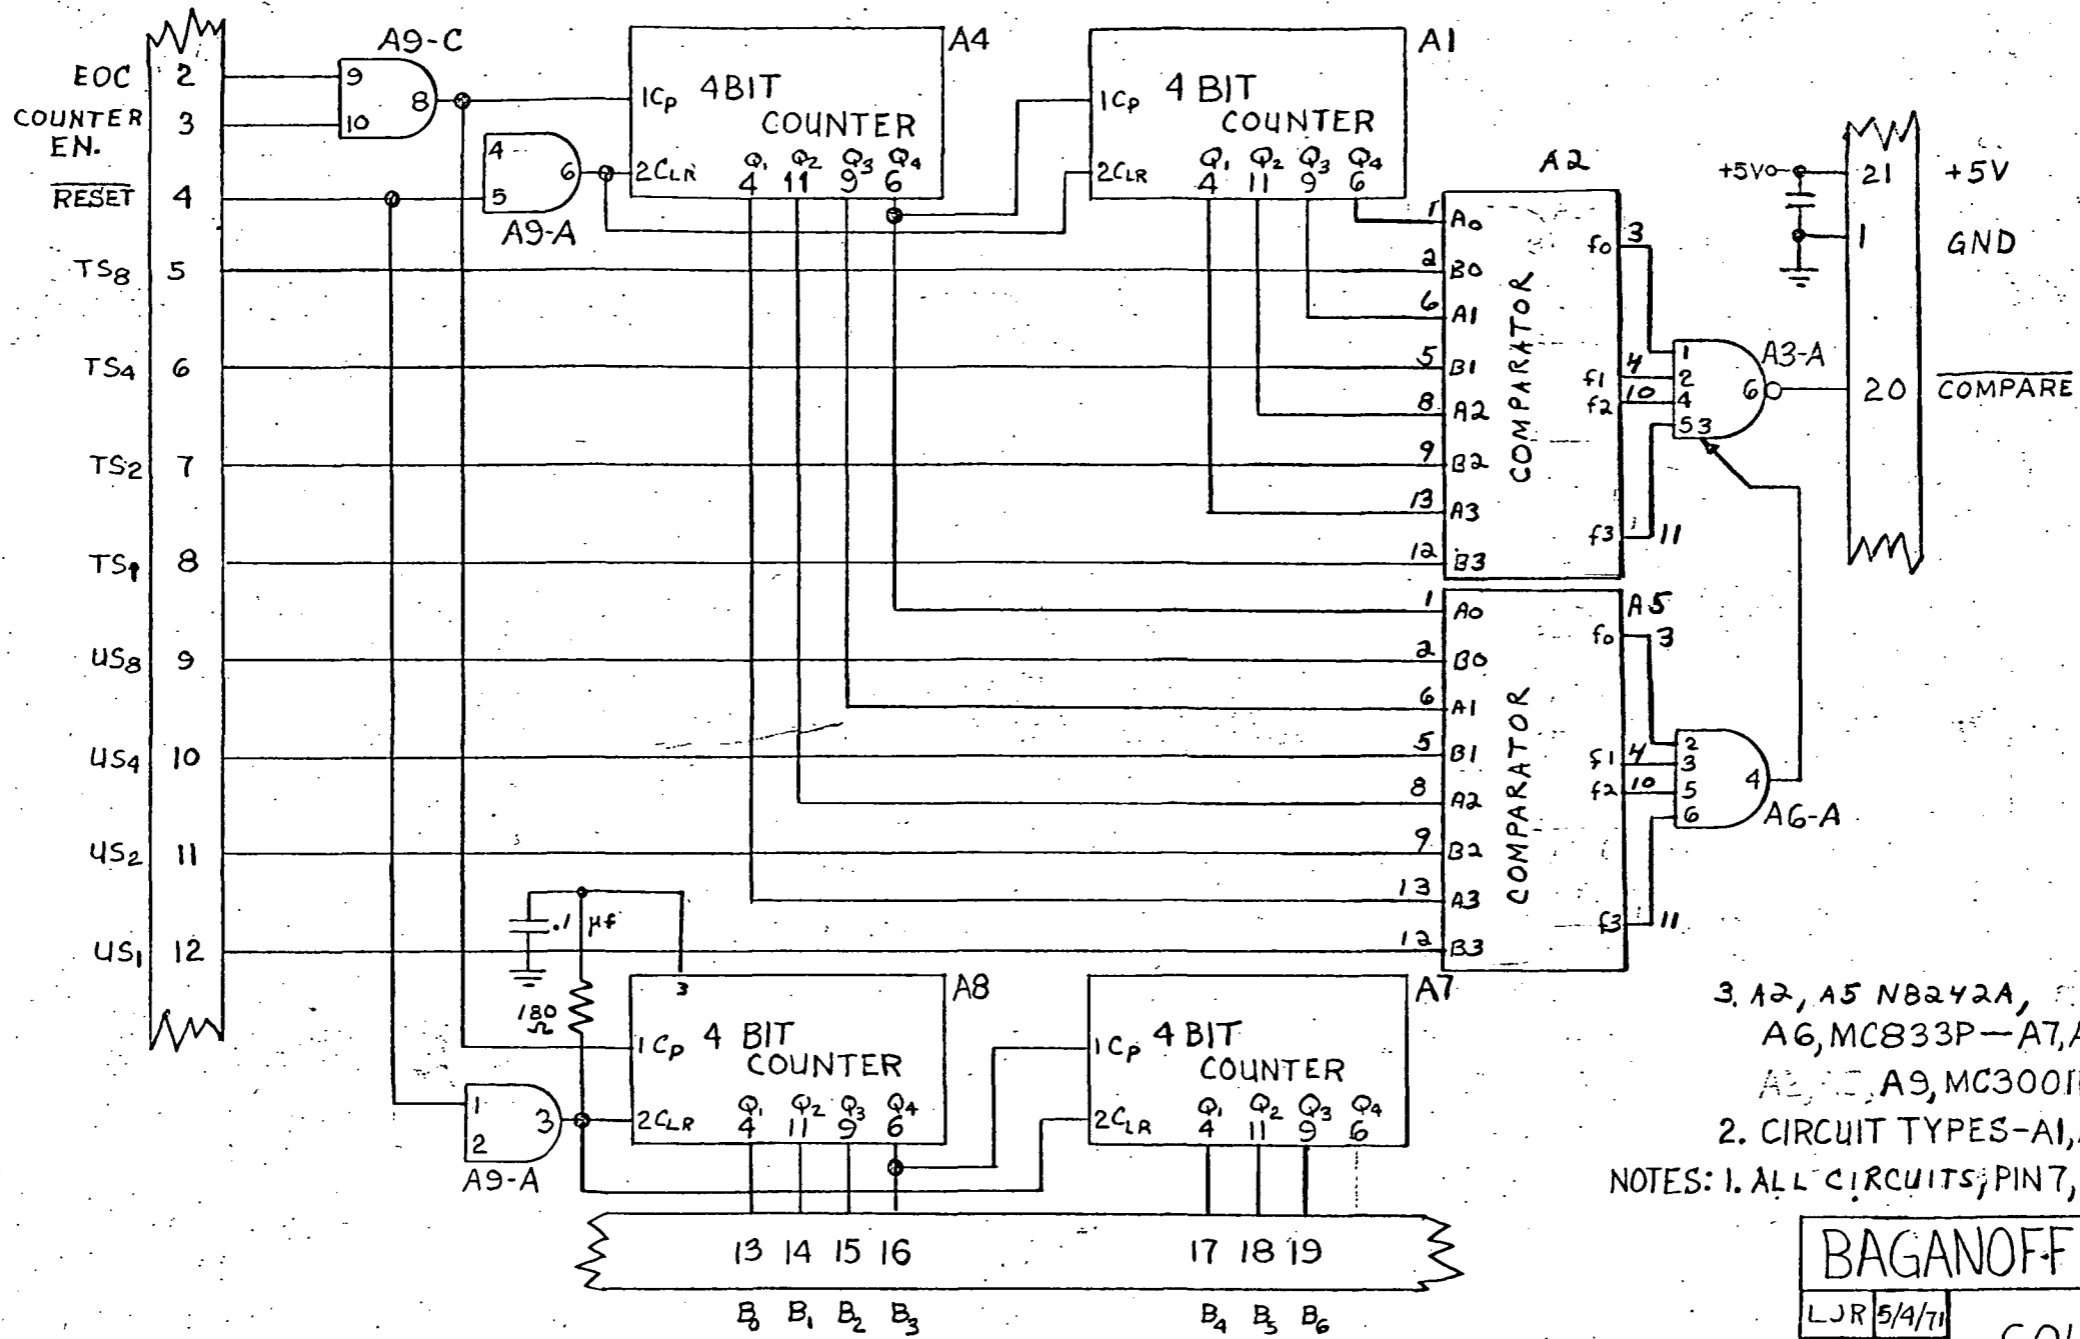 EOC 2
COUNTER EN. 3
RESET 4
TS8 5
TS4 6
TS2 7
TS1 8
US8 9
US4 10
US2 11
US1 12
A9-C
9
10
8
4
5
6
A9-A
A4
4 BIT
COUNTER
1CP
2CLR
Q1 Q2 Q3 Q4
4 11 9 6
A1
4 BIT
COUNTER
1CP
2CLR
Q1 Q2 Q3 Q4
4 11 9 6
A2
COMPARATOR
1 A0
2 B0
6 A1
5 B1
8 A2
9 B2
13 A3
12 B3
f0 3
f1 4
f2 10
f3 11
1
2
4
5 3
6
A3-A
+5V
21 +5V
1 GND
20 COMPARE
A5
COMPARATOR
1 A0
2 B0
6 A1
5 B1
8 A2
9 B2
13 A3
12 B3
f0 3
f1 4
f2 10
f3 11
2
3
5
6
4
A6-A
.1 µf
180
Ω
3
A8
4 BIT
COUNTER
1CP
2CLR
Q1 Q2 Q3 Q4
4 11 9 6
A7
4 BIT
COUNTER
1CP
2CLR
Q1 Q2 Q3 Q4
4 11 9 6
1
2
3
A9-A
13 14 15 16 17 18 19
B0 B1 B2 B3 B4 B5 B6
3. A2, A5 N8242A,
A6, MC833P—A7,
A9, MC3001
2. CIRCUIT TYPES-A1,
NOTES: 1. ALL CIRCUITS, PIN 7,
BAGANOFF
LJR 5/4/71